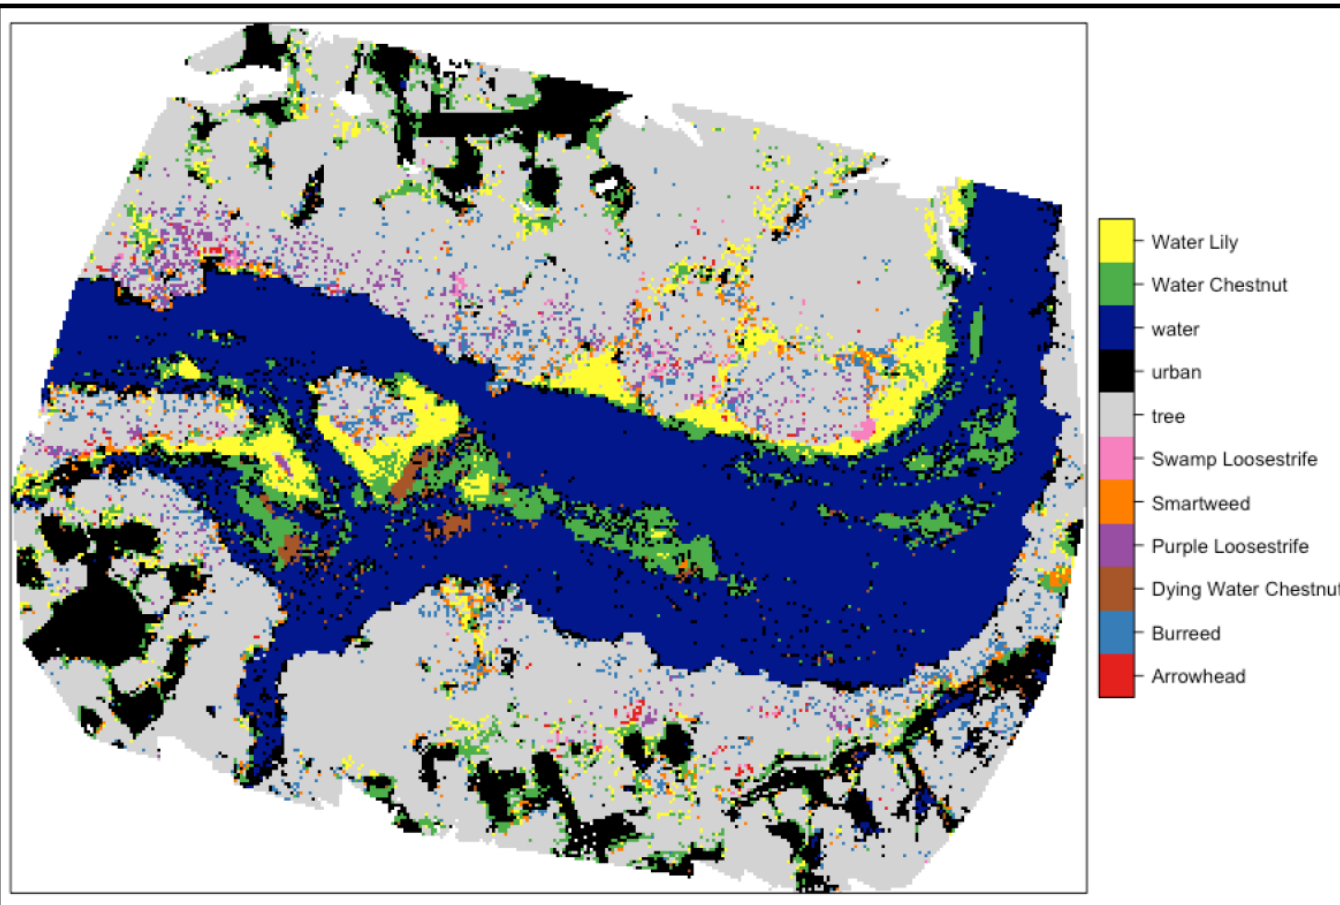 Water Lily
Water Chestnut
water
urban
tree
Swamp Loosestrife
Smartweed
Purple Loosestrife
Dying Water Chestnut
Burreed
Arrowhead